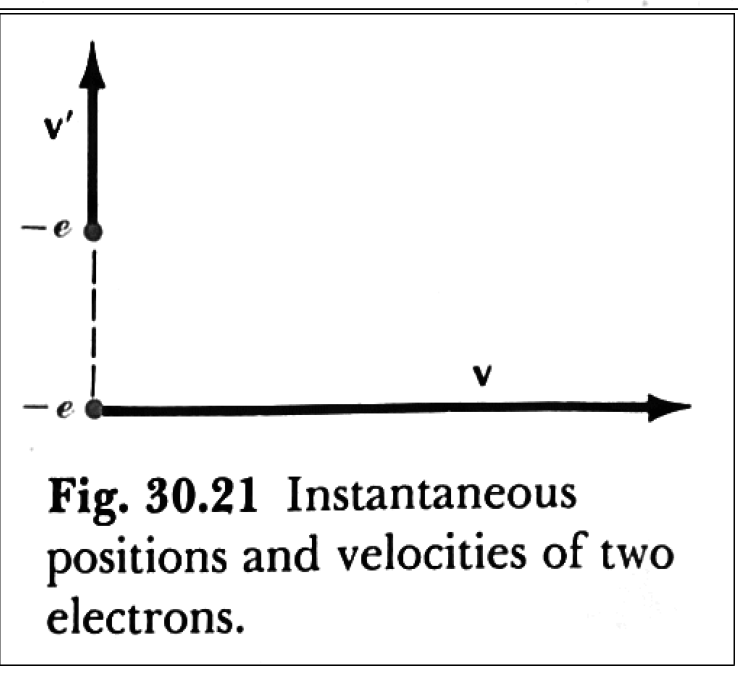 v′
− e
v
− e
Fig. 30.21 Instantaneous
positions and velocities of two
electrons.